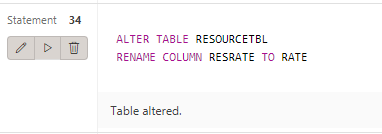 Statement 34
ALTER TABLE RESOURCETBL
RENAME COLUMN RESRATE TO RATE
Table altered.